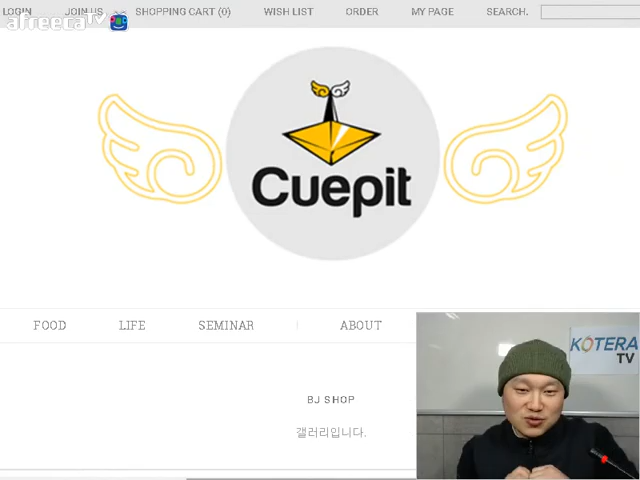 LOGIN JOIN US SHOPPING CART (0) WISH LIST ORDER MY PAGE SEARCH.
afreecaTV
Cuepit
FOOD LIFE SEMINAR ABOUT
KOTERA
TV
BJ SHOP
갤러리입니다.